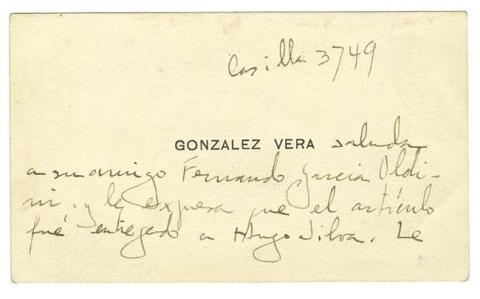 Casilla 3749
GONZALEZ VERA saluda
a su amigo Fernando Garcia Oldi-
ni, y le expresa que el artículo
fué entregado a Hugo Silva. Le